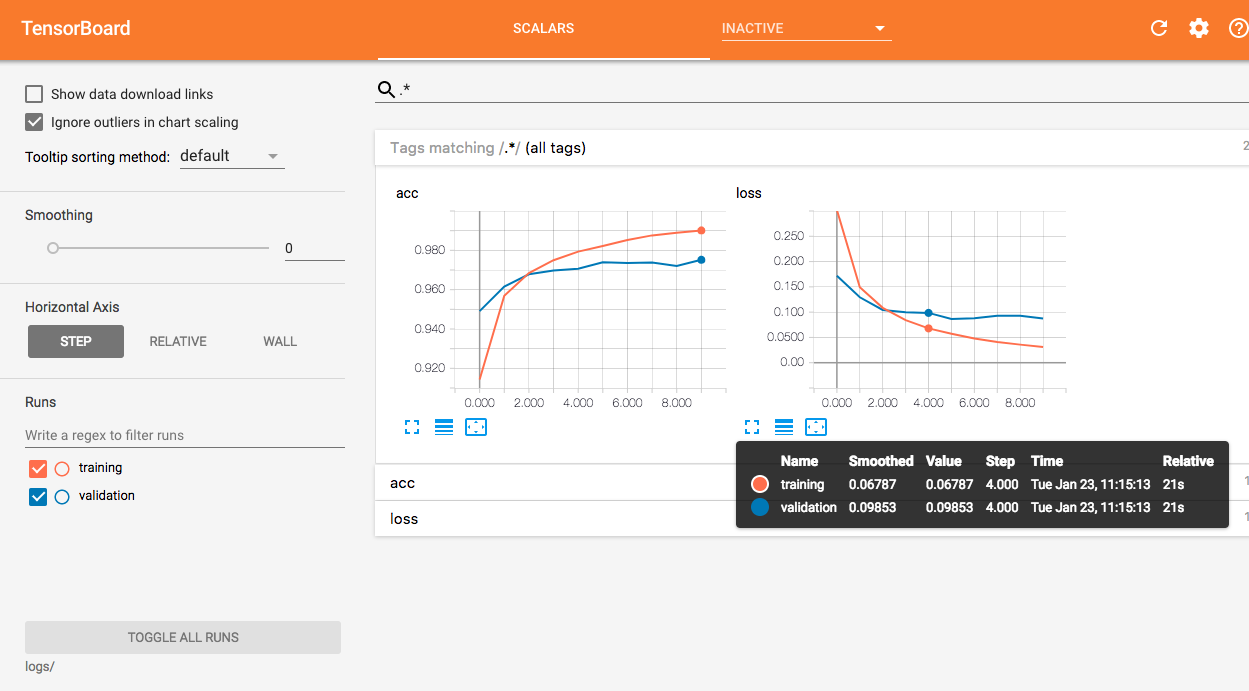 TensorBoard
SCALARS
INACTIVE
Show data download links
Ignore outliers in chart scaling
Tooltip sorting method: default
Smoothing
0
Horizontal Axis
STEP RELATIVE WALL
Runs
Write a regex to filter runs
training
validation
TOGGLE ALL RUNS
logs/
.*
Tags matching /.*/ (all tags)
2
acc
0.980
0.960
0.940
0.920
0.000 2.000 4.000 6.000 8.000
loss
0.250
0.200
0.150
0.100
0.0500
0.00
0.000 2.000 4.000 6.000 8.000
Name Smoothed Value Step Time Relative
training 0.06787 0.06787 4.000 Tue Jan 23, 11:15:13 21s
validation 0.09853 0.09853 4.000 Tue Jan 23, 11:15:13 21s
acc
1
loss
1